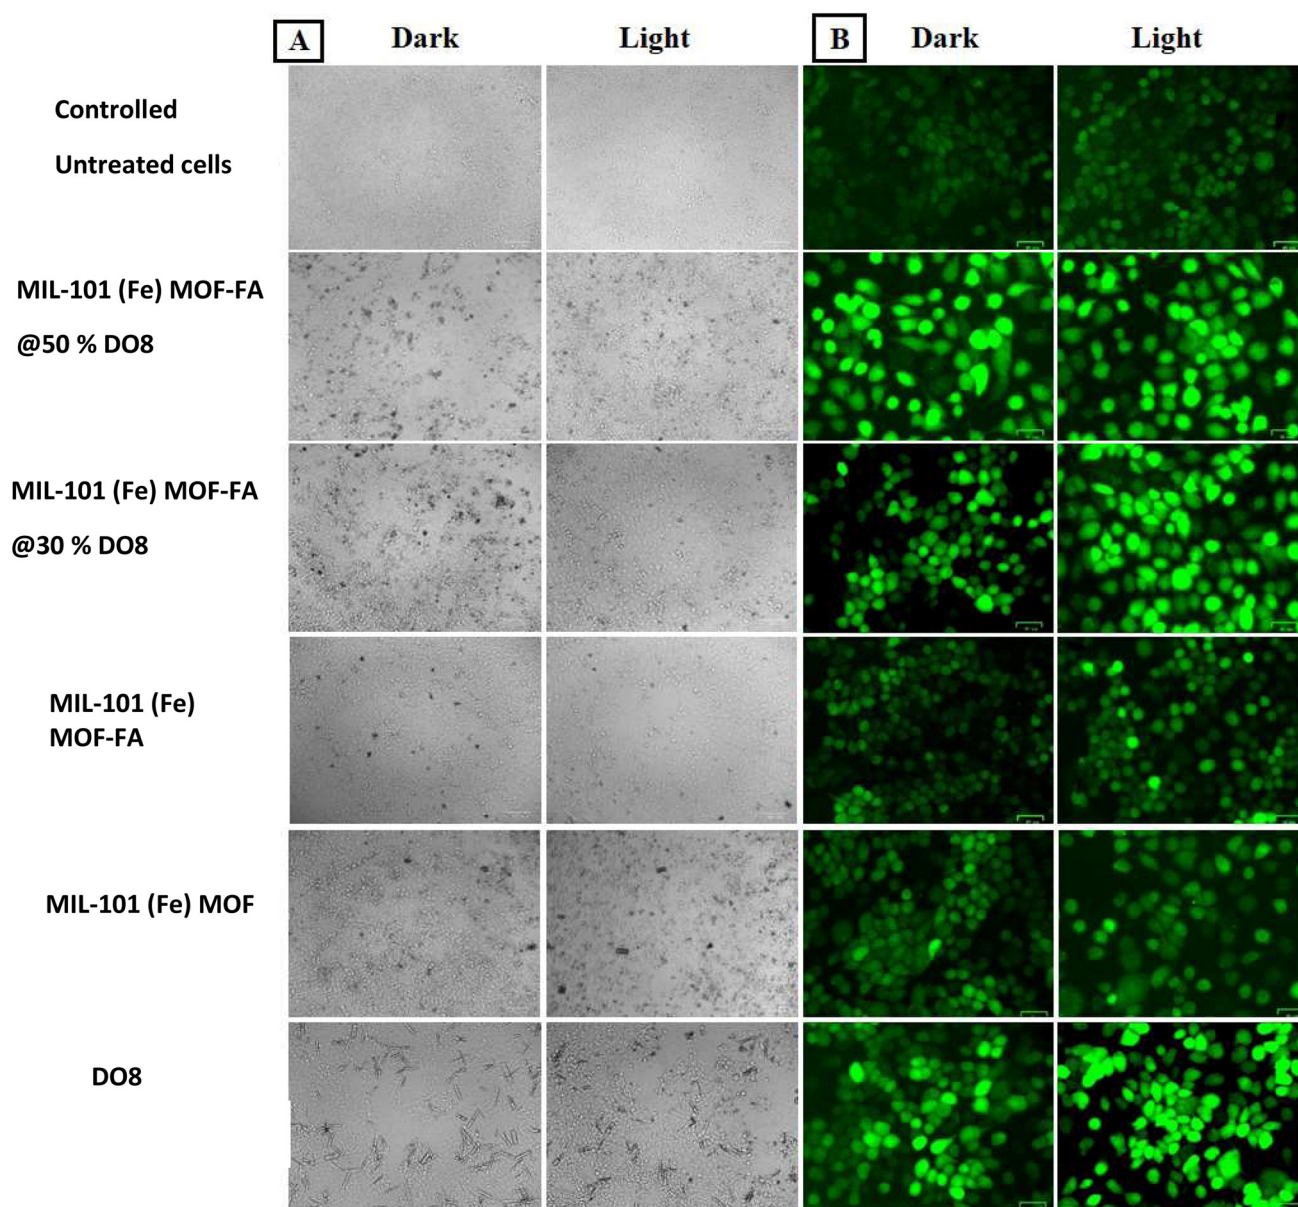 A Dark Light B Dark Light
Controlled
Untreated cells
MIL-101 (Fe) MOF-FA
@50 % DO8
MIL-101 (Fe) MOF-FA
@30 % DO8
MIL-101 (Fe)
MOF-FA
MIL-101 (Fe) MOF
DO8